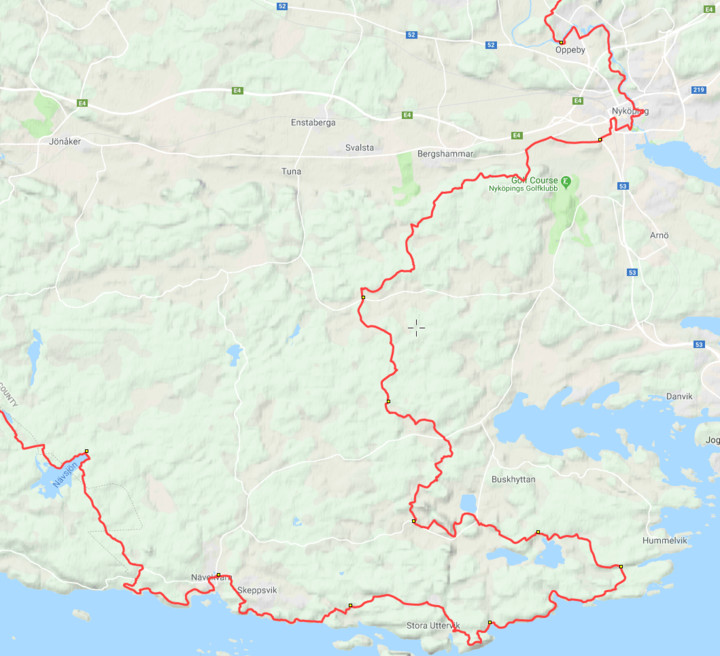 52
E4
52
52
Oppeby
E4
E4
219
E4
E4
Nyköping
Enstaberga
E4
Jönåker
Svalsta
Bergshammar
Tuna
Golf Course
Nyköpings Golfklubb
53
Arnö
53
53
COUNTY
Danvik
Jog
Nävsjön
Buskhyttan
Hummelvik
Nävekvarn
Skeppsvik
Stora Uttervik